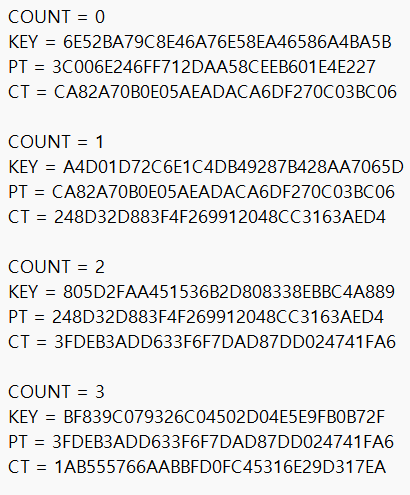 COUNT = 0
KEY = 6E52BA79C8E46A76E58EA46586A4BA5B
PT = 3C006E246FF712DAA58CEEB601E4E227
CT = CA82A70B0E05AEADACA6DF270C03BC06
COUNT = 1
KEY = A4D01D72C6E1C4DB49287B428AA7065D
PT = CA82A70B0E05AEADACA6DF270C03BC06
CT = 248D32D883F4F269912048CC3163AED4
COUNT = 2
KEY = 805D2FAA451536B2D808338EBBC4A889
PT = 248D32D883F4F269912048CC3163AED4
CT = 3FDEB3ADD633F6F7DAD87DD024741FA6
COUNT = 3
KEY = BF839C079326C04502D04E5E9FB0B72F
PT = 3FDEB3ADD633F6F7DAD87DD024741FA6
CT = 1AB555766AABBFD0FC45316E29D317EA